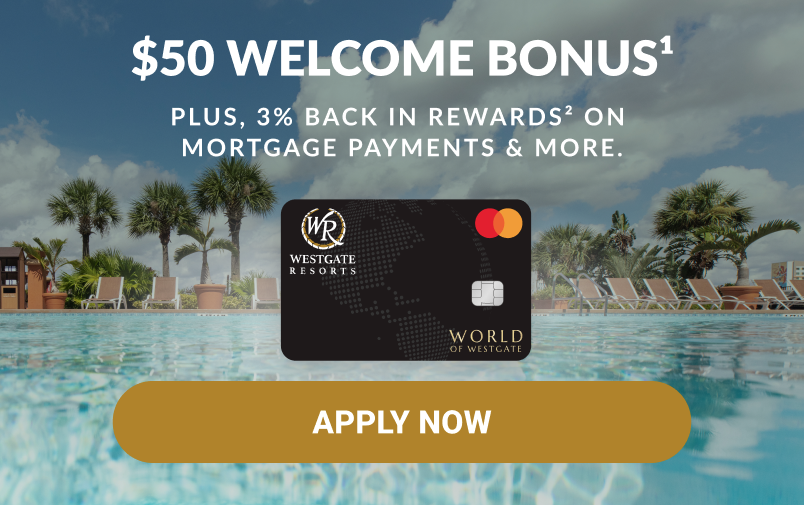 $50 WELCOME BONUS¹
PLUS, 3% BACK IN REWARDS² ON
MORTGAGE PAYMENTS & MORE.
WR
WESTGATE
RESORTS
WORLD
OF WESTGATE
APPLY NOW